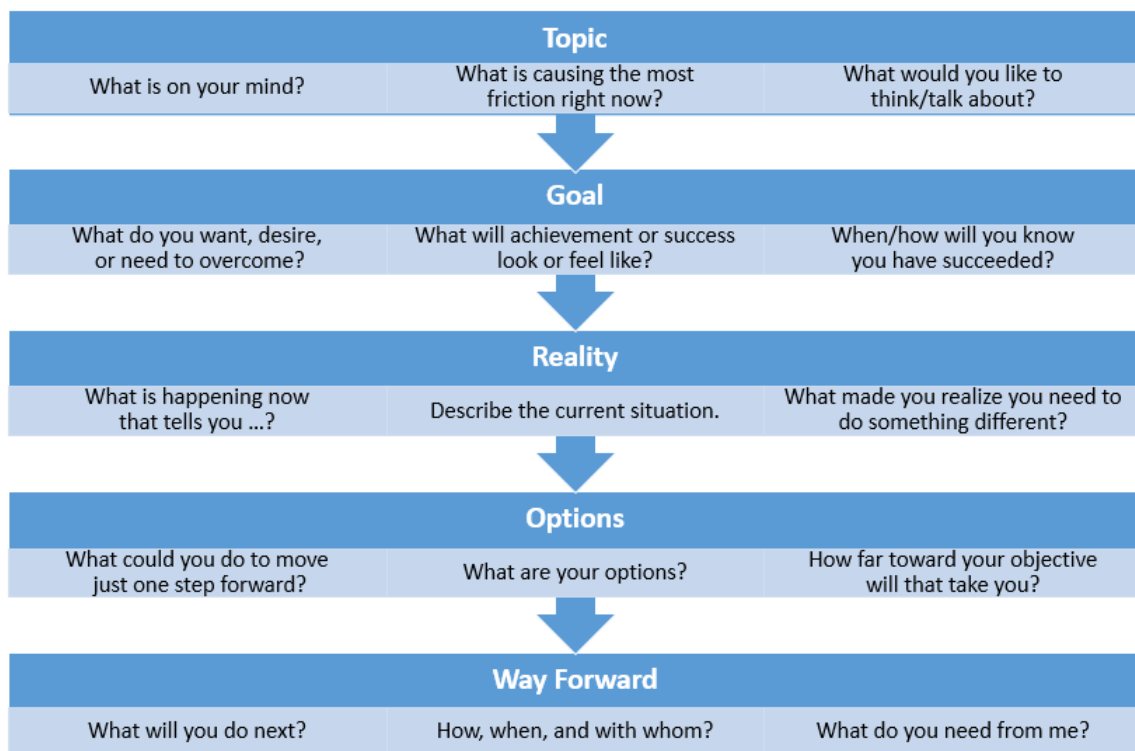 Topic
What is on your mind?
What is causing the most
friction right now?
What would you like to
think/talk about?
Goal
What do you want, desire,
or need to overcome?
What will achievement or success
look or feel like?
When/how will you know
you have succeeded?
Reality
What is happening now
that tells you ...?
Describe the current situation.
What made you realize you need to
do something different?
Options
What could you do to move
just one step forward?
What are your options?
How far toward your objective
will that take you?
Way Forward
What will you do next?
How, when, and with whom?
What do you need from me?